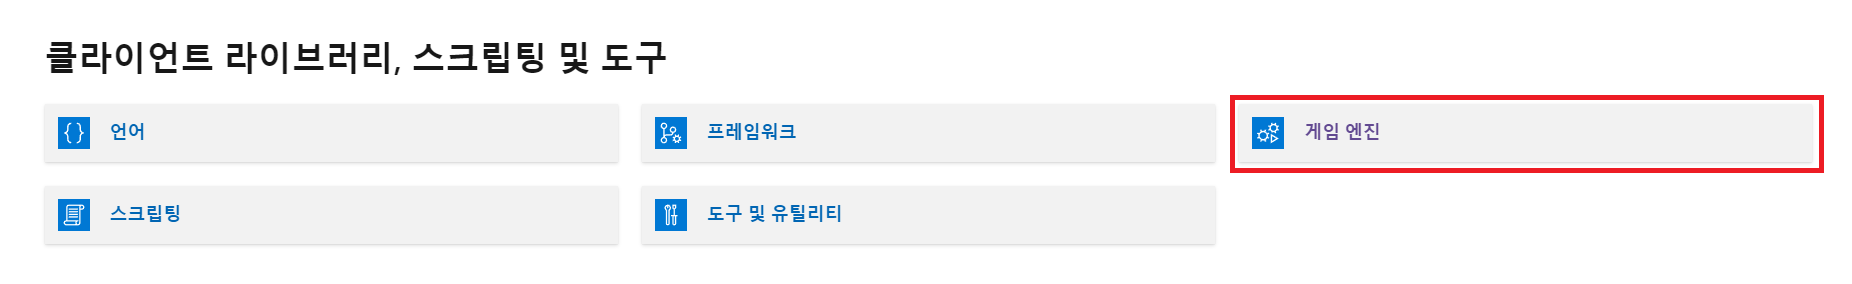 클라이언트 라이브러리, 스크립팅 및 도구
언어
프레임워크
게임 엔진
스크립팅
도구 및 유틸리티